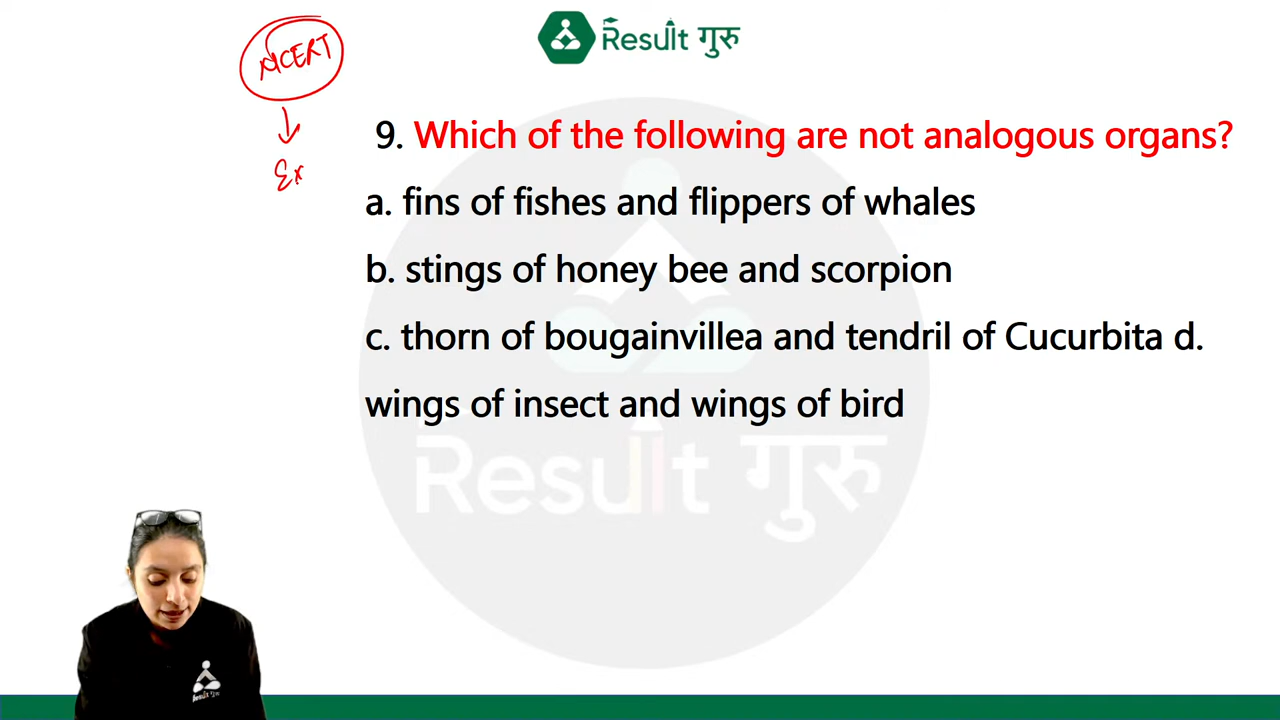 NCERT
Ex
Result गुरु
9. Which of the following are not analogous organs?
a. fins of fishes and flippers of whales
b. stings of honey bee and scorpion
c. thorn of bougainvillea and tendril of Cucurbita d.
wings of insect and wings of bird
Result गुरु
Result गुरु